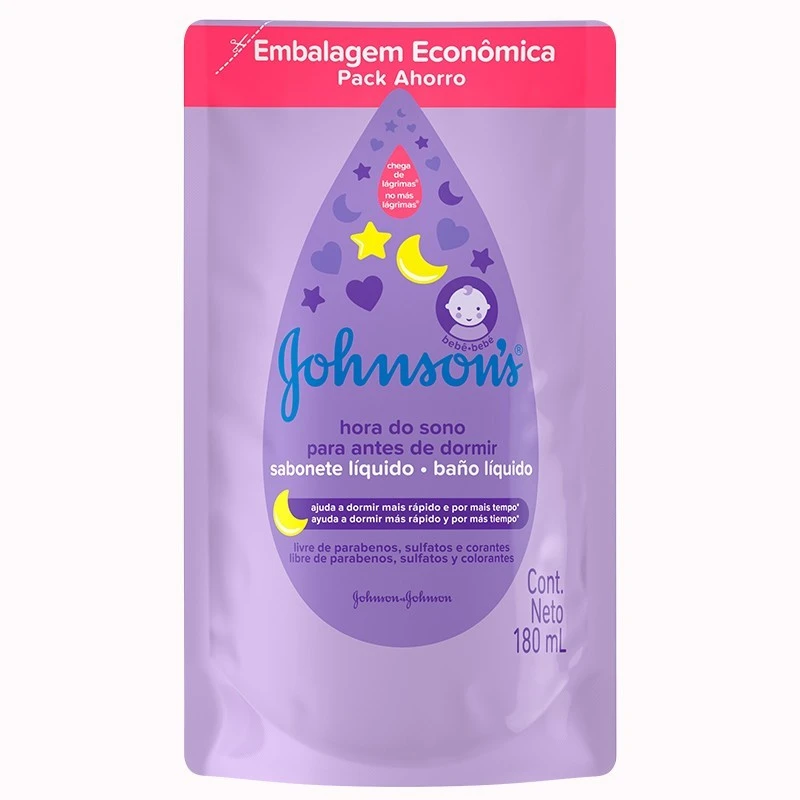 Embalagem Econômica
Pack Ahorro
chega
de
lágrimas®
no más
lágrimas®
bebê•bebé
Johnson's®
hora do sono
para antes de dormir
sabonete líquido • baño líquido
ajuda a dormir mais rápido e por mais tempo*
ayuda a dormir más rápido y por más tiempo*
livre de parabenos, sulfatos e corantes
libre de parabenos, sulfatos y colorantes
Johnson & Johnson
Cont.
Neto
180 mL